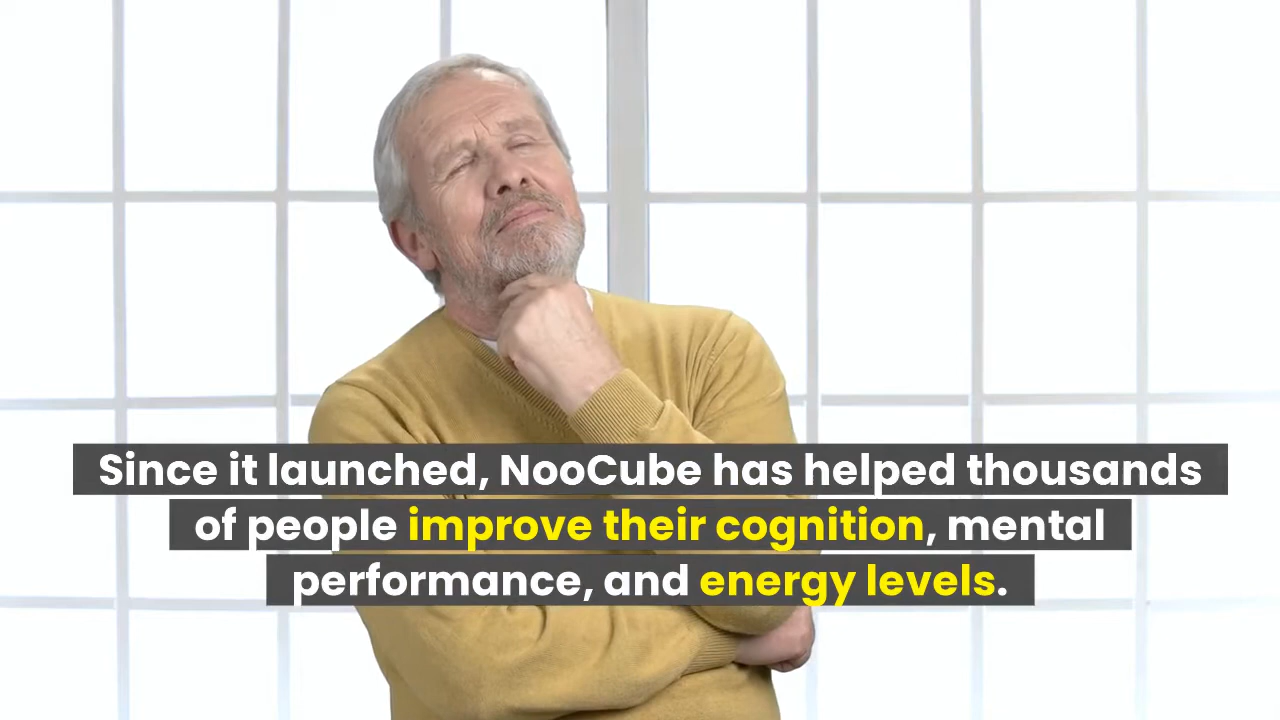 Since it launched, NooCube has helped thousands
of people improve their cognition, mental
performance, and energy levels.